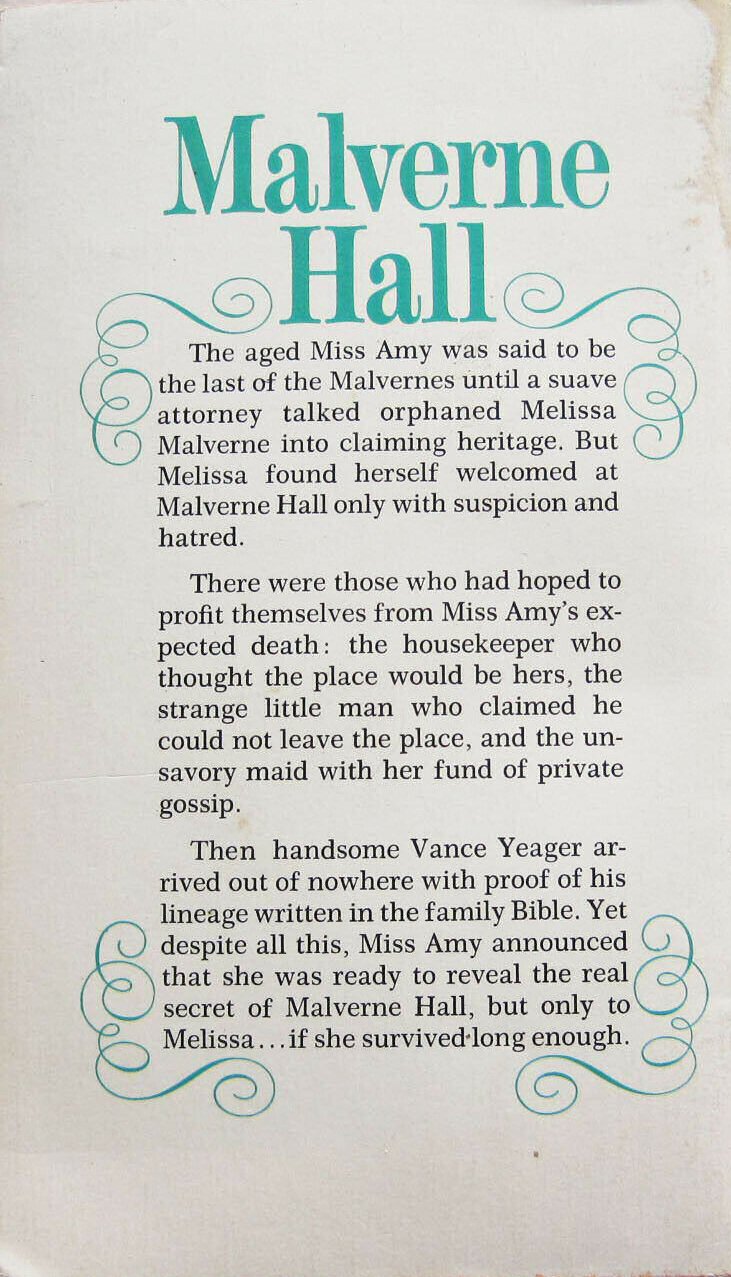 Malverne
Hall
The aged Miss Amy was said to be
the last of the Malvernes until a suave
attorney talked orphaned Melissa
Malverne into claiming heritage. But
Melissa found herself welcomed at
Malverne Hall only with suspicion and
hatred.
There were those who had hoped to
profit themselves from Miss Amy's ex-
pected death: the housekeeper who
thought the place would be hers, the
strange little man who claimed he
could not leave the place, and the un-
savory maid with her fund of private
gossip.
Then handsome Vance Yeager ar-
rived out of nowhere with proof of his
lineage written in the family Bible. Yet
despite all this, Miss Amy announced
that she was ready to reveal the real
secret of Malverne Hall, but only to
Melissa...if she survived long enough.